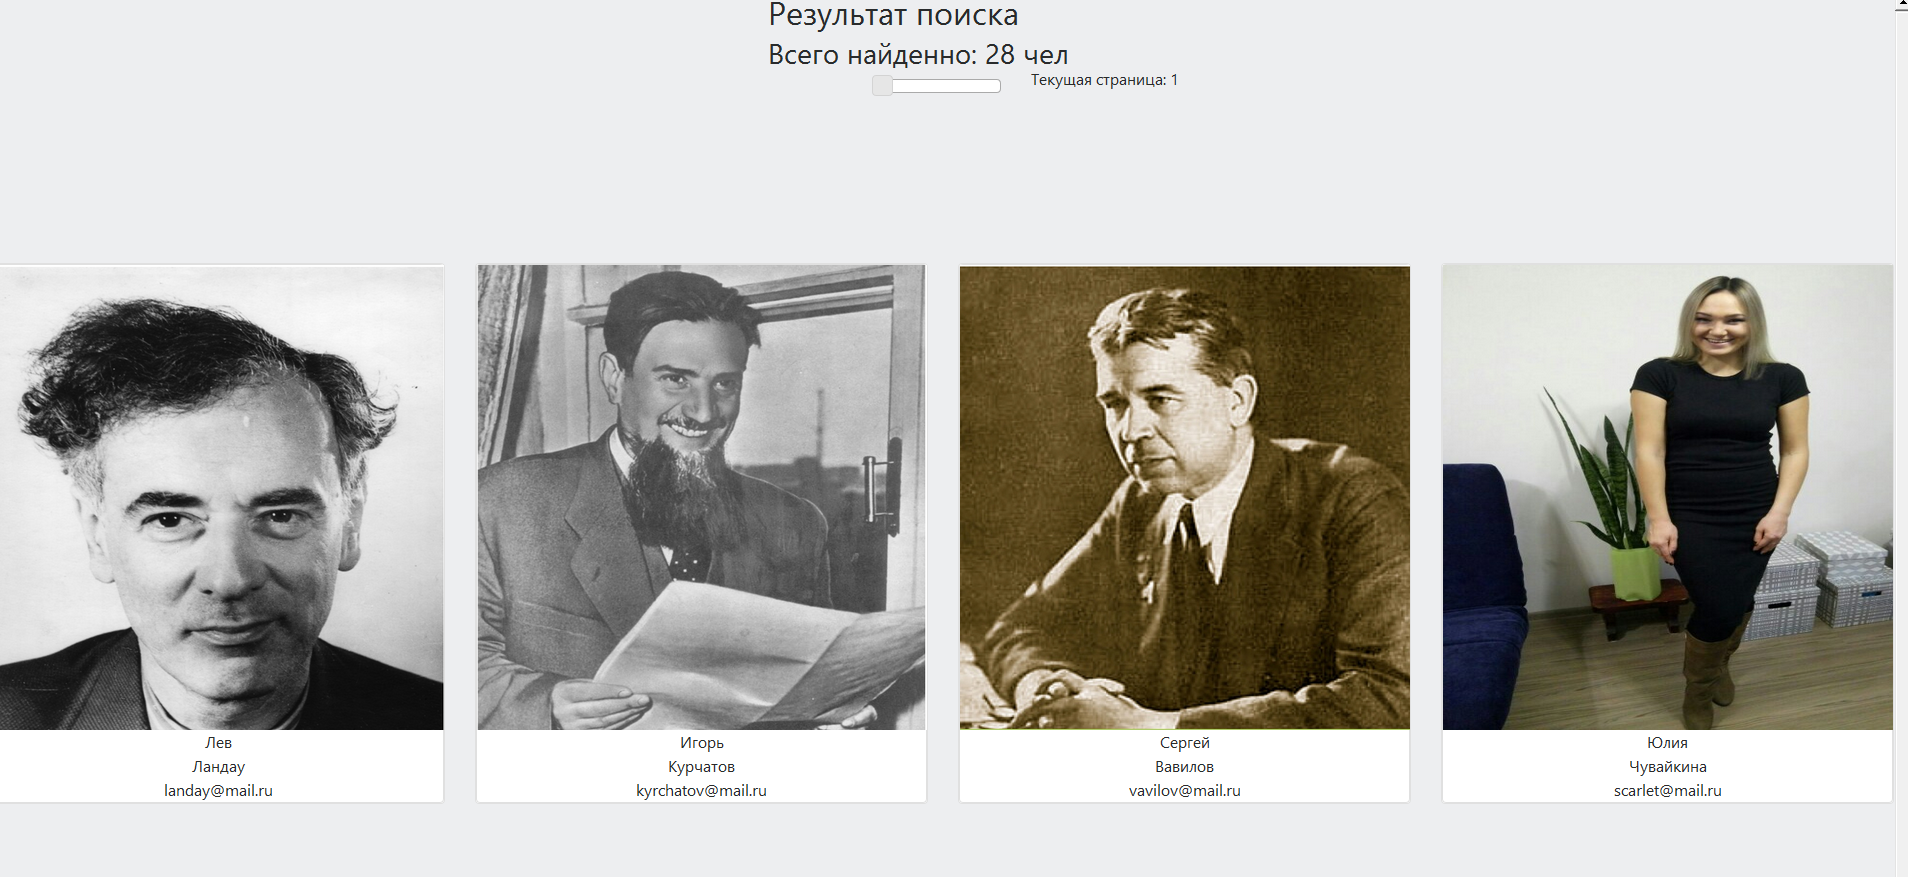 Результат поиска
Всего найденно: 28 чел
Текущая страница: 1
Лев
Ландау
landay@mail.ru
Игорь
Курчатов
kyrchatov@mail.ru
Сергей
Вавилов
vavilov@mail.ru
Юлия
Чувайкина
scarlet@mail.ru